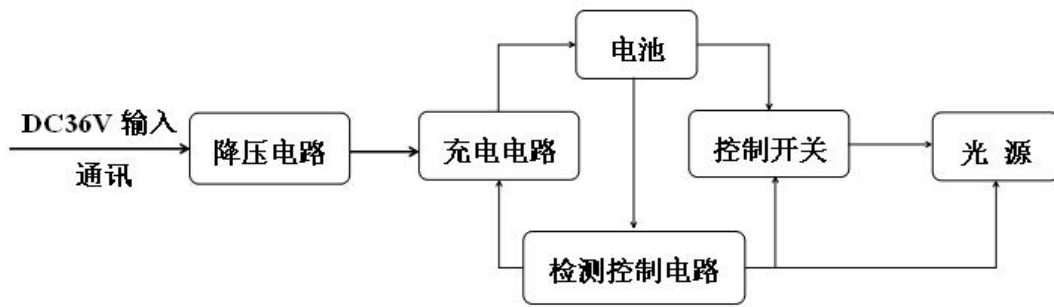 电池
DC36V 输入
通讯
降压电路
充电电路
控制开关
光 源
检测控制电路